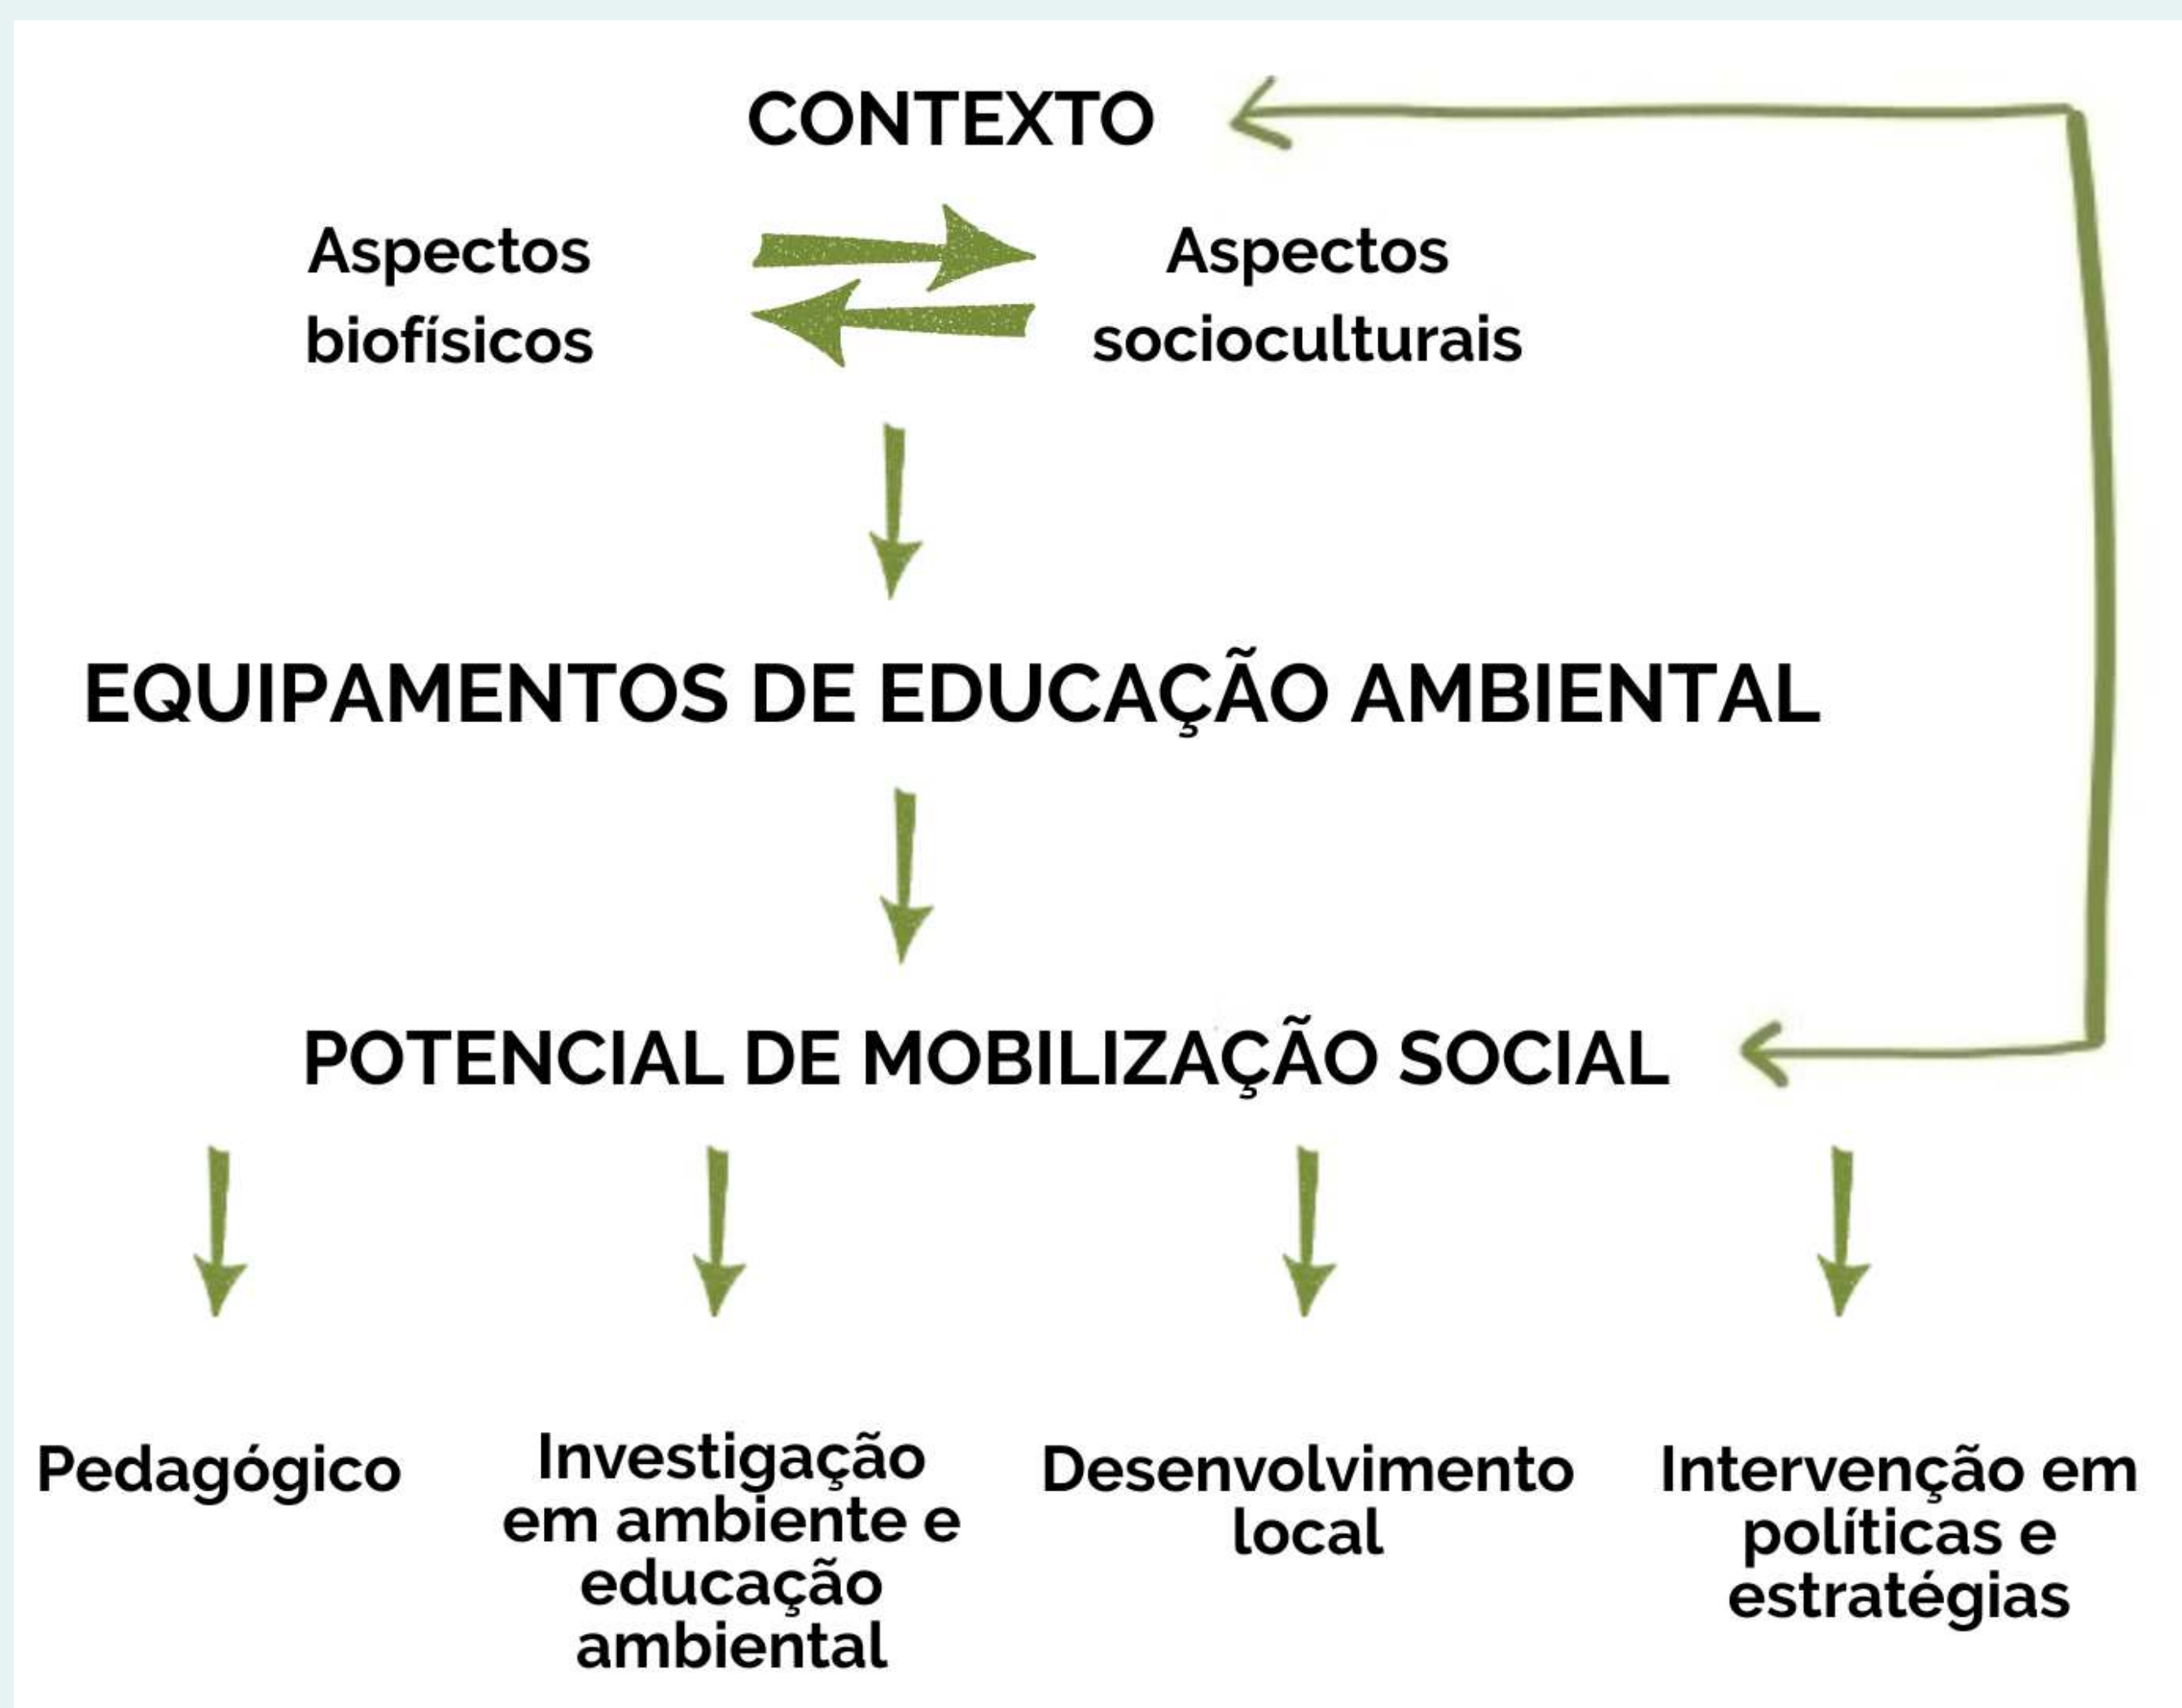 CONTEXTO
Aspectos
biofísicos
Aspectos
socioculturais
EQUIPAMENTOS DE EDUCAÇÃO AMBIENTAL
POTENCIAL DE MOBILIZAÇÃO SOCIAL
Pedagógico
Investigação
em ambiente e
educação
ambiental
Desenvolvimento
local
Intervenção em
políticas e
estratégias